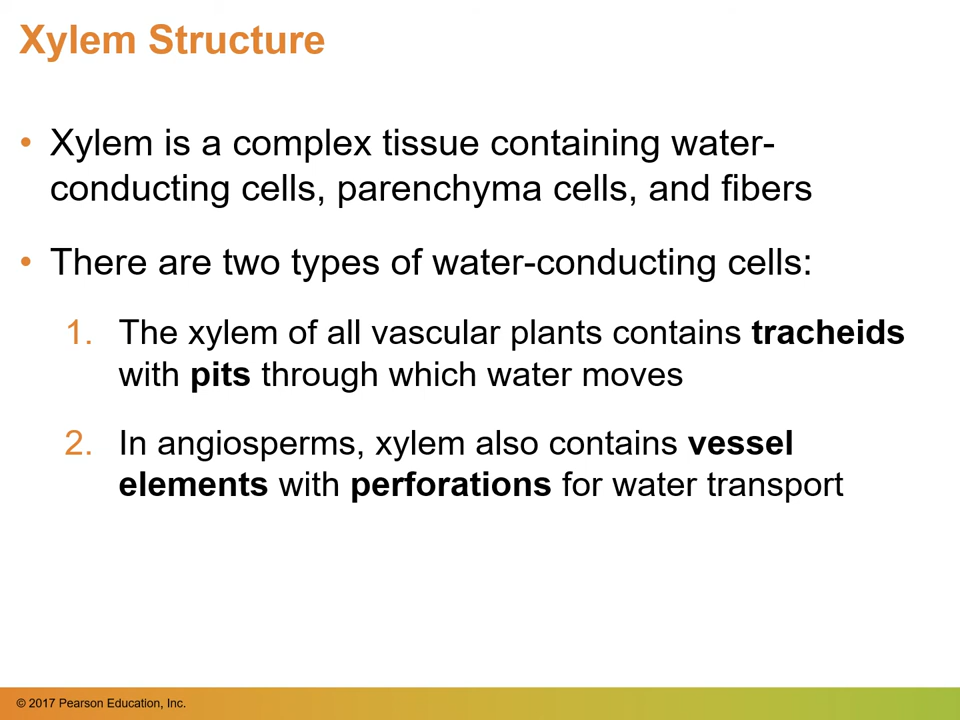 Xylem Structure
• Xylem is a complex tissue containing water-
conducting cells, parenchyma cells, and fibers
• There are two types of water-conducting cells:
1. The xylem of all vascular plants contains tracheids
with pits through which water moves
2. In angiosperms, xylem also contains vessel
elements with perforations for water transport
© 2017 Pearson Education, Inc.